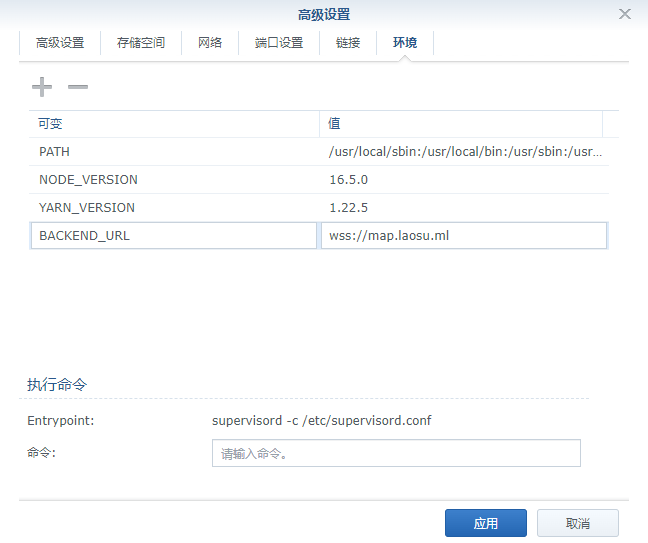 高级设置
高级设置 存储空间 网络 端口设置 链接 环境
可变 值
PATH /usr/local/sbin:/usr/local/bin:/usr/sbin:/usr...
NODE_VERSION 16.5.0
YARN_VERSION 1.22.5
BACKEND_URL wss://map.laosu.ml
执行命令
Entrypoint: supervisord -c /etc/supervisord.conf
命令: 请输入命令。
应用 取消